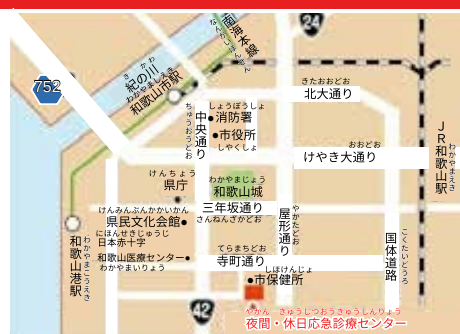 24
南海本線
なんかいほんせん
752
きのかわ
紀の川
わかやましえき
和歌山市駅
きたおおどお
北大通り
ちゅうおうどお
中央通り
しょうぼうしょ
消防署
市役所
しやくしょ
おおどお
けやき大通り
JR和歌山駅
わかやまえき
けんちょう
県庁
わかやまじょう
和歌山城
三年坂通り
さんねんざかどお
けんみんぶんかかいかん
県民文化会館
やかたどお
屋形通り
こくたいどうろ
国体道路
にほんせきじゅうじ
日本赤十字
和歌山医療センター
わかやまいりょう
和歌山港駅
わかやまこうえき
てらまちどお
寺町通り
しほけんじょ
市保健所
42
やかん きゅうじつおうきゅうしんりょう
夜間・休日応急診療センター